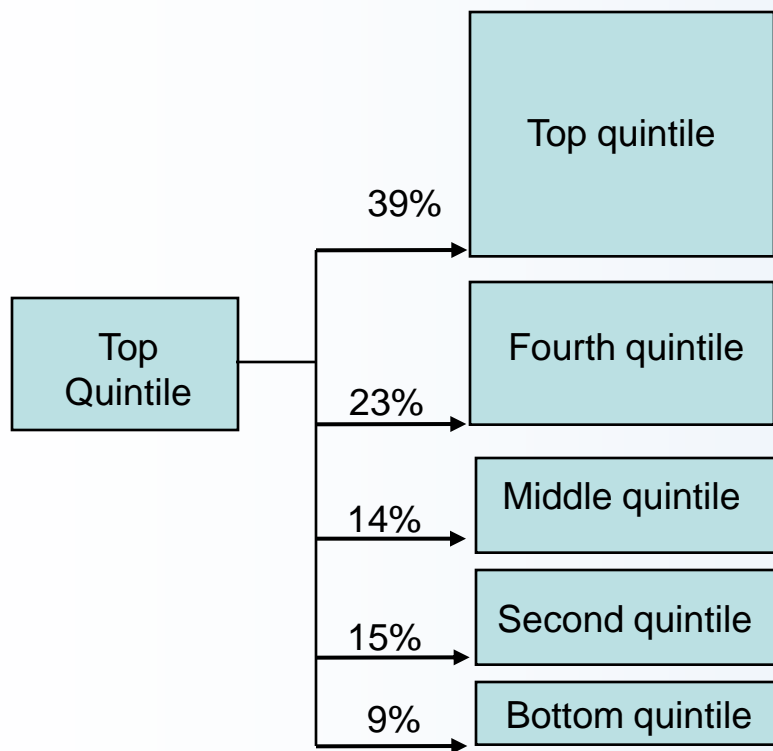 Top quintile
39%
Top
Quintile
Fourth quintile
23%
Middle quintile
14%
Second quintile
15%
Bottom quintile
9%